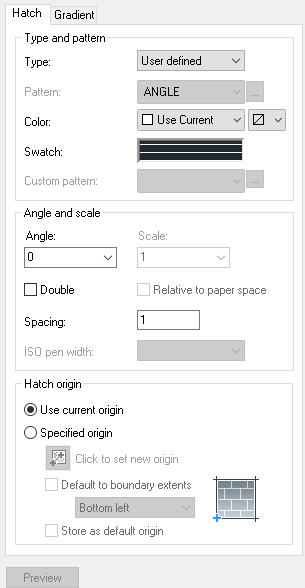 Hatch Gradient
Type and pattern
Type: User defined
Pattern: ANGLE ...
Color: Use Current
Swatch:
Custom pattern: ...
Angle and scale
Angle: Scale:
0 1
Double Relative to paper space
Spacing: 1
ISO pen width:
Hatch origin
Use current origin
Specified origin
Click to set new origin
Default to boundary extents
Bottom left
Store as default origin
Preview